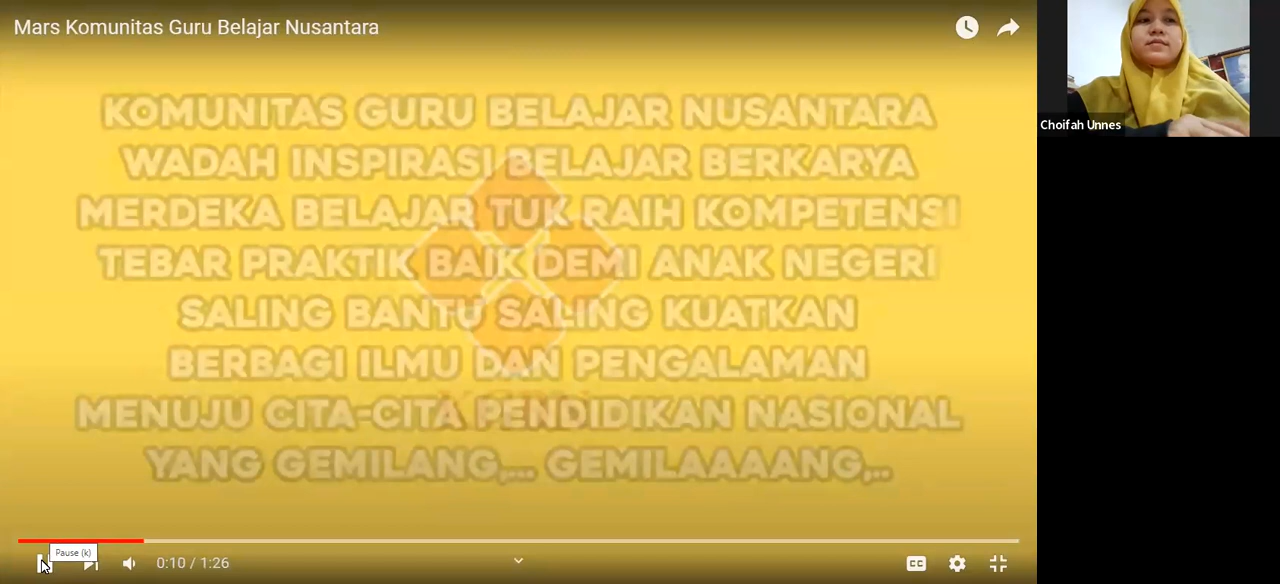 Mars Komunitas Guru Belajar Nusantara
KOMUNITAS GURU BELAJAR NUSANTARA
WADAH INSPIRASI BELAJAR BERKARYA
MERDEKA BELAJAR TUK RAIH KOMPETENSI
TEBAR PRAKTIK BAIK DEMI ANAK NEGERI
SALING BANTU SALING KUATKAN
BERBAGI ILMU DAN PENGALAMAN
MENUJU CITA-CITA PENDIDIKAN NASIONAL
YANG GEMILANG,... GEMILAAAANG,..
Pause (k)
0:10 / 1:26
CC
Choifah Unnes